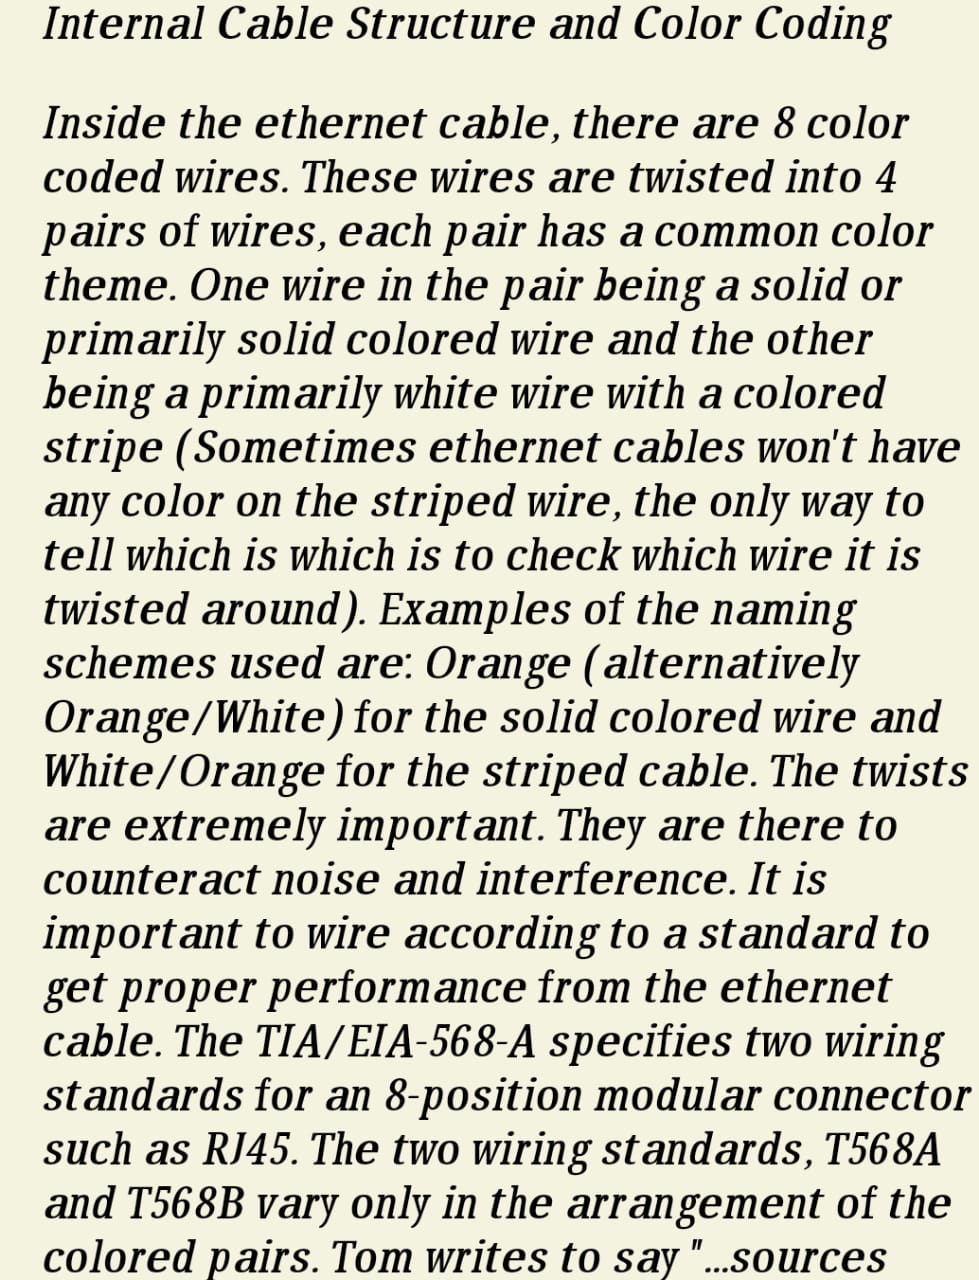 Internal Cable Structure and Color Coding
Inside the ethernet cable, there are 8 color
coded wires. These wires are twisted into 4
pairs of wires, each pair has a common color
theme. One wire in the pair being a solid or
primarily solid colored wire and the other
being a primarily white wire with a colored
stripe (Sometimes ethernet cables won't have
any color on the striped wire, the only way to
tell which is which is to check which wire it is
twisted around). Examples of the naming
schemes used are: Orange (alternatively
Orange/White) for the solid colored wire and
White/Orange for the striped cable. The twists
are extremely important. They are there to
counteract noise and interference. It is
important to wire according to a standard to
get proper performance from the ethernet
cable. The TIA/EIA-568-A specifies two wiring
standards for an 8-position modular connector
such as RJ45. The two wiring standards, T568A
and T568B vary only in the arrangement of the
colored pairs. Tom writes to say "...sources